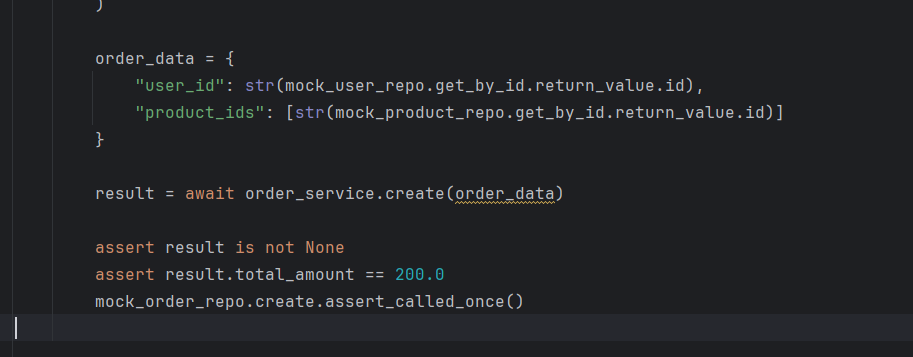 )
order_data = {
"user_id": str(mock_user_repo.get_by_id.return_value.id),
"product_ids": [str(mock_product_repo.get_by_id.return_value.id)]
}
result = await order_service.create(order_data)
assert result is not None
assert result.total_amount == 200.0
mock_order_repo.create.assert_called_once()